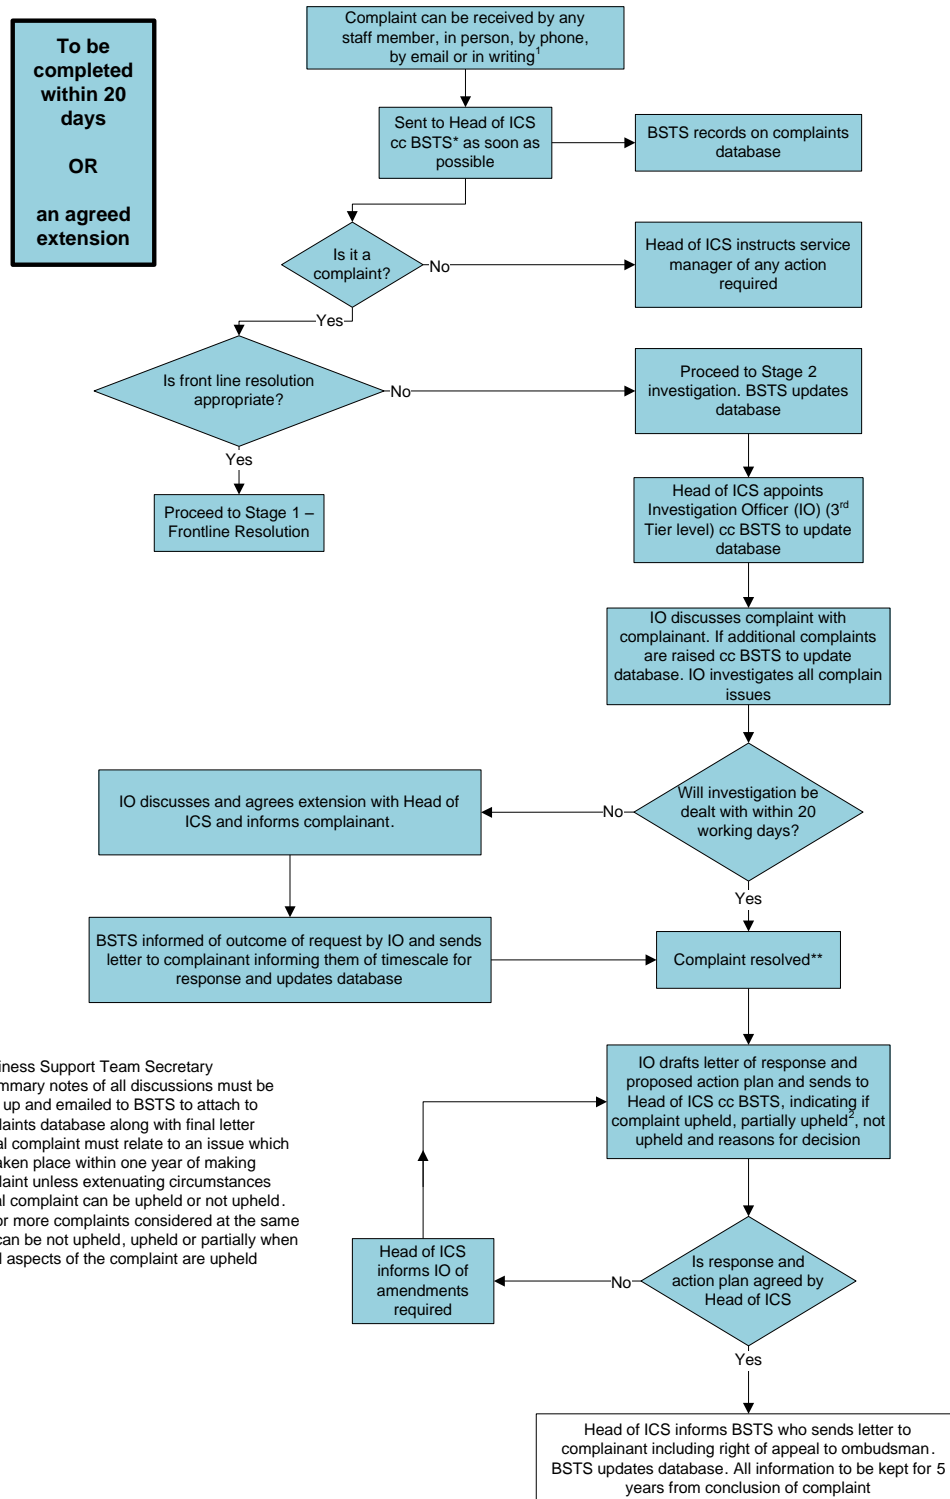 To be
completed
within 20
days
OR
an agreed
extension
Complaint can be received by any
staff member, in person, by phone,
by email or in writing1
Sent to Head of ICS
cc BSTS* as soon as
possible
BSTS records on complaints
database
Is it a
complaint?
No
Head of ICS instructs service
manager of any action
required
Yes
Is front line resolution
appropriate?
No
Proceed to Stage 2
investigation. BSTS updates
database
Yes
Proceed to Stage 1 –
Frontline Resolution
Head of ICS appoints
Investigation Officer (IO) (3rd
Tier level) cc BSTS to update
database
IO discusses complaint with
complainant. If additional complaints
are raised cc BSTS to update
database. IO investigates all complain
issues
Will investigation be
dealt with within 20
working days?
No
IO discusses and agrees extension with Head of
ICS and informs complainant.
Yes
BSTS informed of outcome of request by IO and sends
letter to complainant informing them of timescale for
response and updates database
Complaint resolved**
Business Support Team Secretary
mmary notes of all discussions must be
up and emailed to BSTS to attach to
laints database along with final letter
al complaint must relate to an issue which
aken place within one year of making
laint unless extenuating circumstances
al complaint can be upheld or not upheld.
or more complaints considered at the same
can be not upheld, upheld or partially when
l aspects of the complaint are upheld
IO drafts letter of response and
proposed action plan and sends to
Head of ICS cc BSTS, indicating if
complaint upheld, partially upheld2, not
upheld and reasons for decision
Head of ICS
informs IO of
amendments
required
No
Is response and
action plan agreed by
Head of ICS
Yes
Head of ICS informs BSTS who sends letter to
complainant including right of appeal to ombudsman.
BSTS updates database. All information to be kept for 5
years from conclusion of complaint